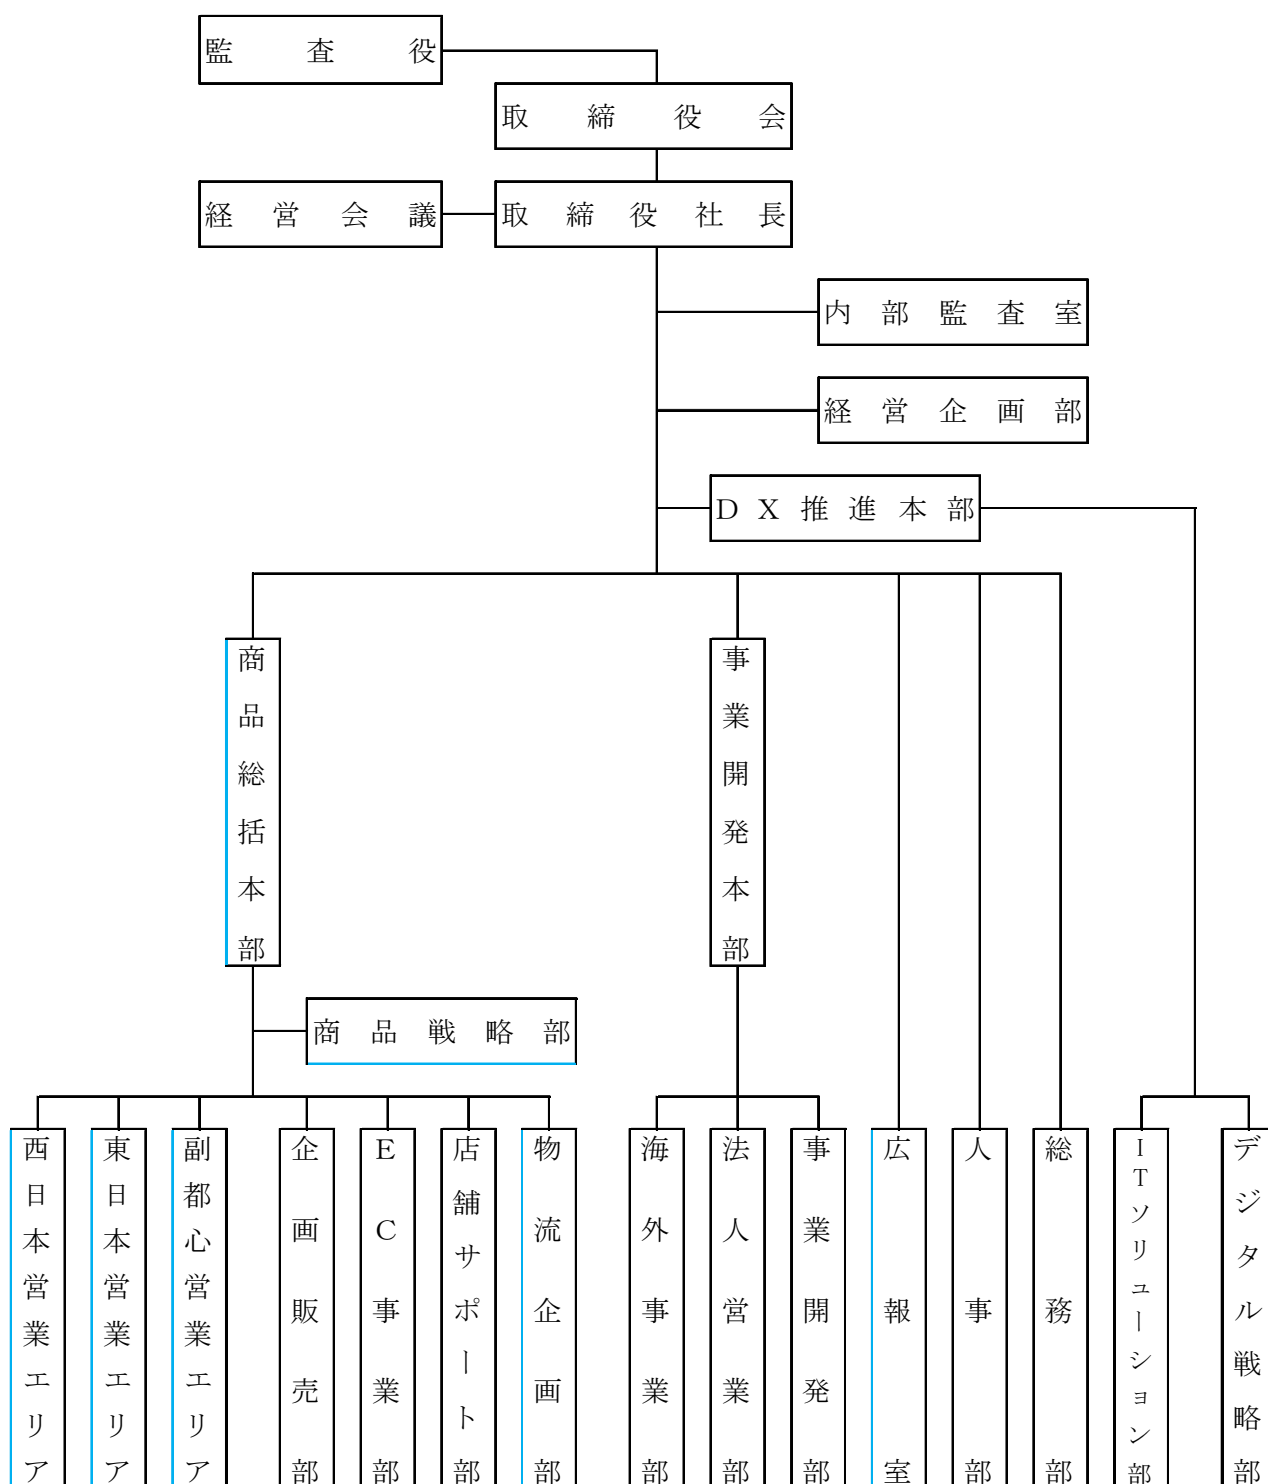 監査役
取締役会
経営会議
取締役社長
内部監査室
経営企画部
DX推進本部
商品総括本部
事業開発本部
商品戦略部
西日本営業エリア
東日本営業エリア
副都心営業エリア
企画販売部
EC事業部
店舗サポート部
物流企画部
海外事業部
法人営業部
事業開発部
広報室
人事部
総務部
ITソリューション部
デジタル戦略部